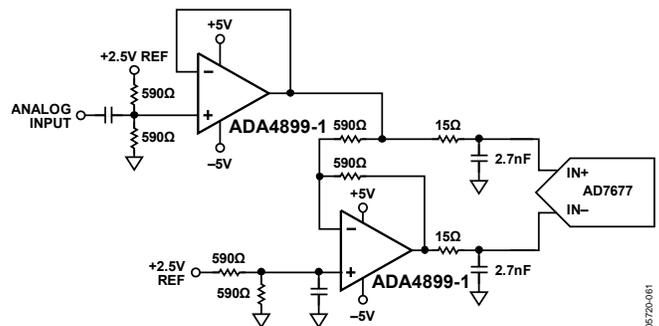 +5V
+2.5V REF
590Ω
ANALOG
INPUT
590Ω
ADA4899-1
–5V
590Ω
15Ω
590Ω
2.7nF
IN+
AD7677
IN–
+5V
15Ω
+2.5V
REF
590Ω
590Ω
ADA4899-1
2.7nF
–5V
05720-061